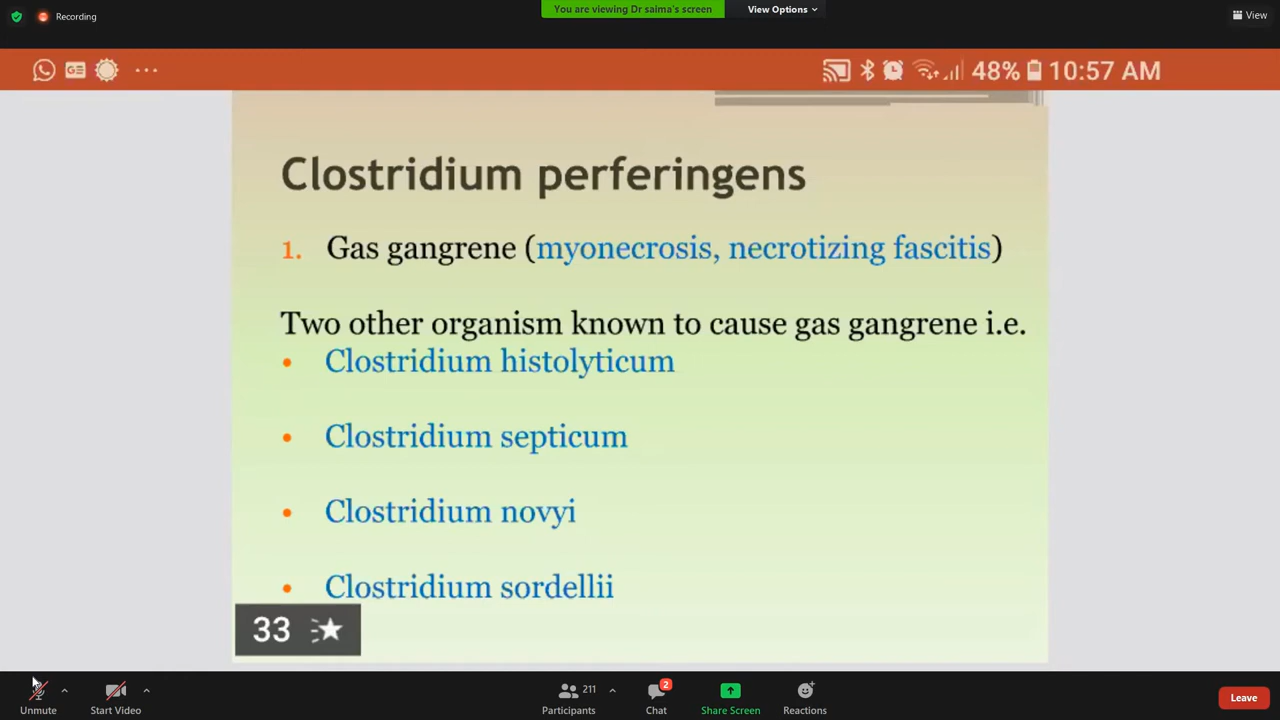 Recording
You are viewing Dr saima's screen
View Options
View
GE
48%
10:57 AM
Clostridium perferingens
1. Gas gangrene (myonecrosis, necrotizing fascitis)
Two other organism known to cause gas gangrene i.e.
• Clostridium histolyticum
• Clostridium septicum
• Clostridium novyi
• Clostridium sordellii
33
Unmute
Start Video
211
Participants
2
Chat
Share Screen
Reactions
Leave